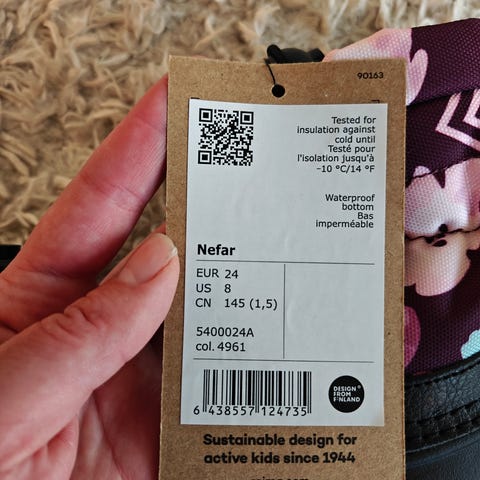 90163
Tested for
insulation against
cold until
Testé pour
l'isolation jusqu'à
-10 °C/14 °F
Waterproof
bottom
Bas
imperméable
Nefar
EUR 24
US 8
CN 145 (1,5)
5400024A
col. 4961
DESIGN
FROM
FINLAND
6 438557 124735
Sustainable design for
active kids since 1944